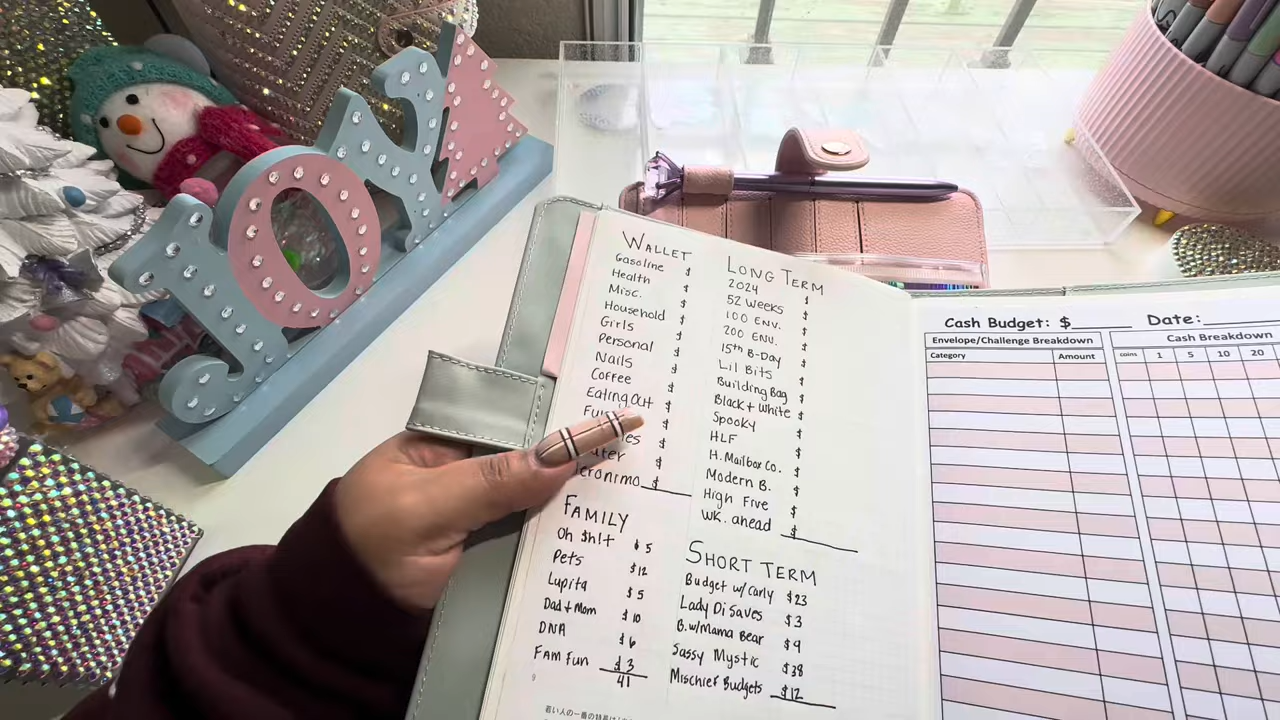 JOY
WALLET
Gasoline $
Health $
Misc. $
Household $
Girls $
Personal $
Nails $
Coffee $
Eating Out $
$
$
eronimo $
FAMILY
Oh $h!t $5
Pets $12
Lupita $5
Dad + Mom $10
DNA $6
FAM FUN $3
41
9
LONG TERM
2024 $
52 Weeks $
100 ENV. $
200 ENV. $
15th B-Day $
Lil Bits $
Building Bag $
Black + White $
Spooky $
HLF $
H. Mailbox Co. $
Modern B. $
High Five $
WK. ahead $
SHORT TERM
Budget w/ Carly $23
Lady Di Saves $3
B. w/ Mama Bear $9
Sassy Mystic $38
Mischief Budgets $12
Cash Budget: $______ Date:
Envelope/Challenge Breakdown
Category Amount
Cash Breakdown
coins 1 5 10 20